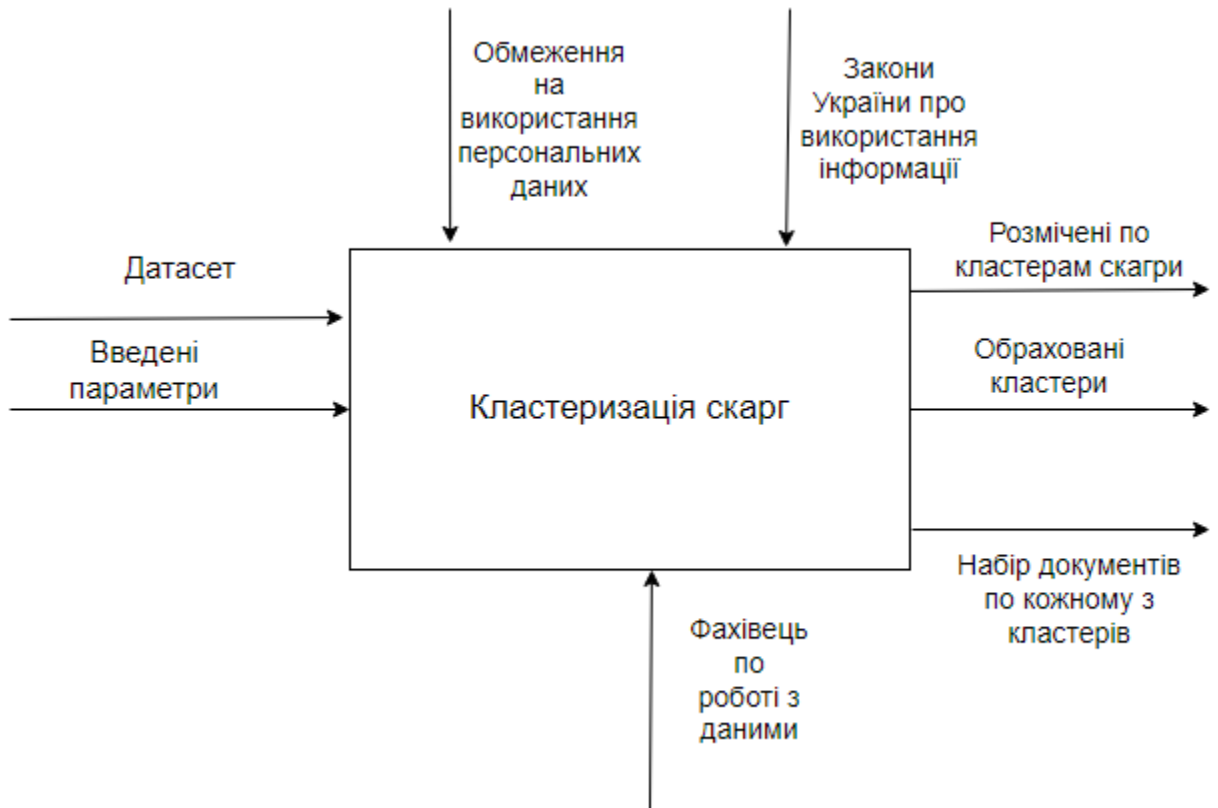 Обмеження
на
використання
персональних
даних
Закони
України про
використання
інформації
Датасет
Введені
параметри
Кластеризація скарг
Розмічені по
кластерам скагри
Обраховані
кластери
Набір документів
по кожному з
кластерів
Фахівець
по
роботі з
даними